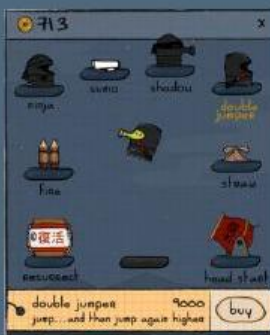 713 x
ninja
sumo
shadow
double
jumper
fire
straw
復活
resurrect
head start
double jumper 9000
jump...and then jump again higher
buy